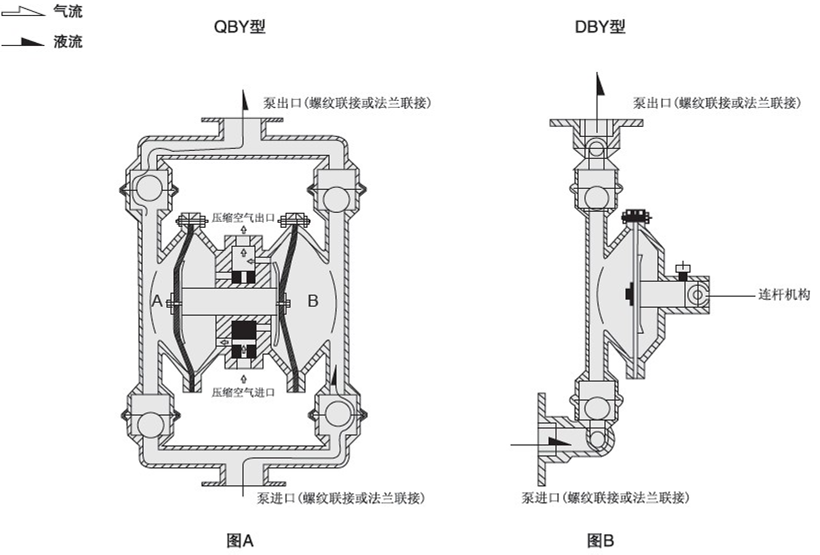 气流
液流
QBY型
DBY型
泵出口(螺纹联接或法兰联接)
泵出口(螺纹联接或法兰联接)
压缩空气出口
A
B
连杆机构
压缩空气进口
泵进口(螺纹联接或法兰联接)
泵进口(螺纹联接或法兰联接)
图A
图B